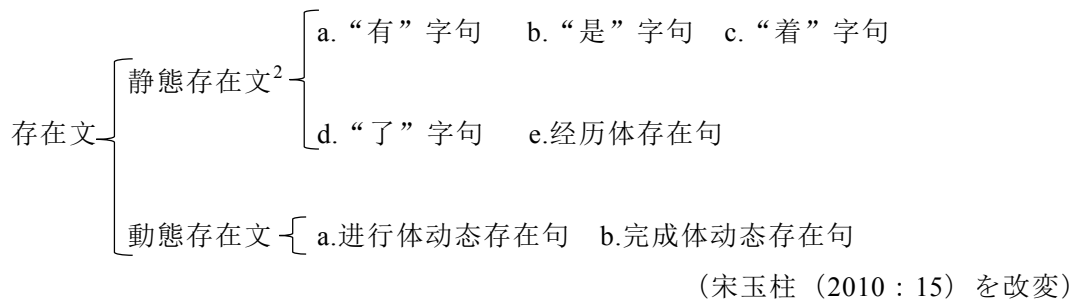 a.“有”字句 b.“是”字句 c.“着”字句
静態存在文2
存在文
d.“了”字句 e.经历体存在句
動態存在文 a.进行体动态存在句 b.完成体动态存在句
（宋玉柱（2010：15）を改変）